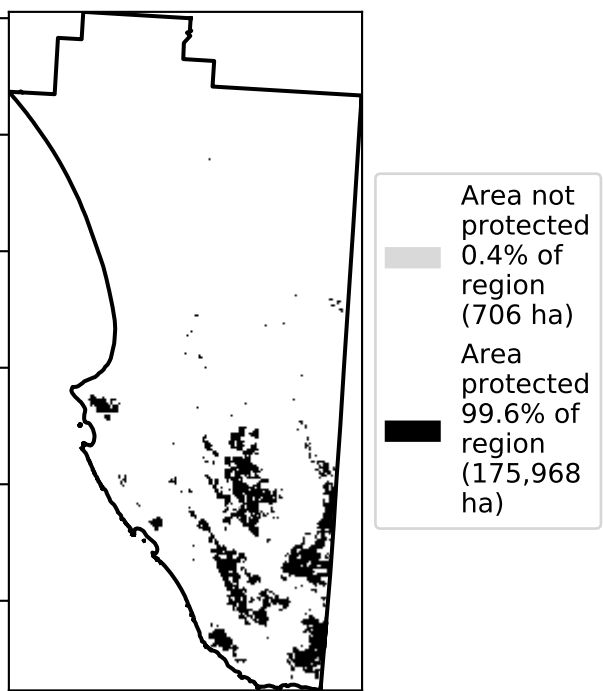 Area not
protected
0.4% of
region
(706 ha)
Area
protected
99.6% of
region
(175,968
ha)